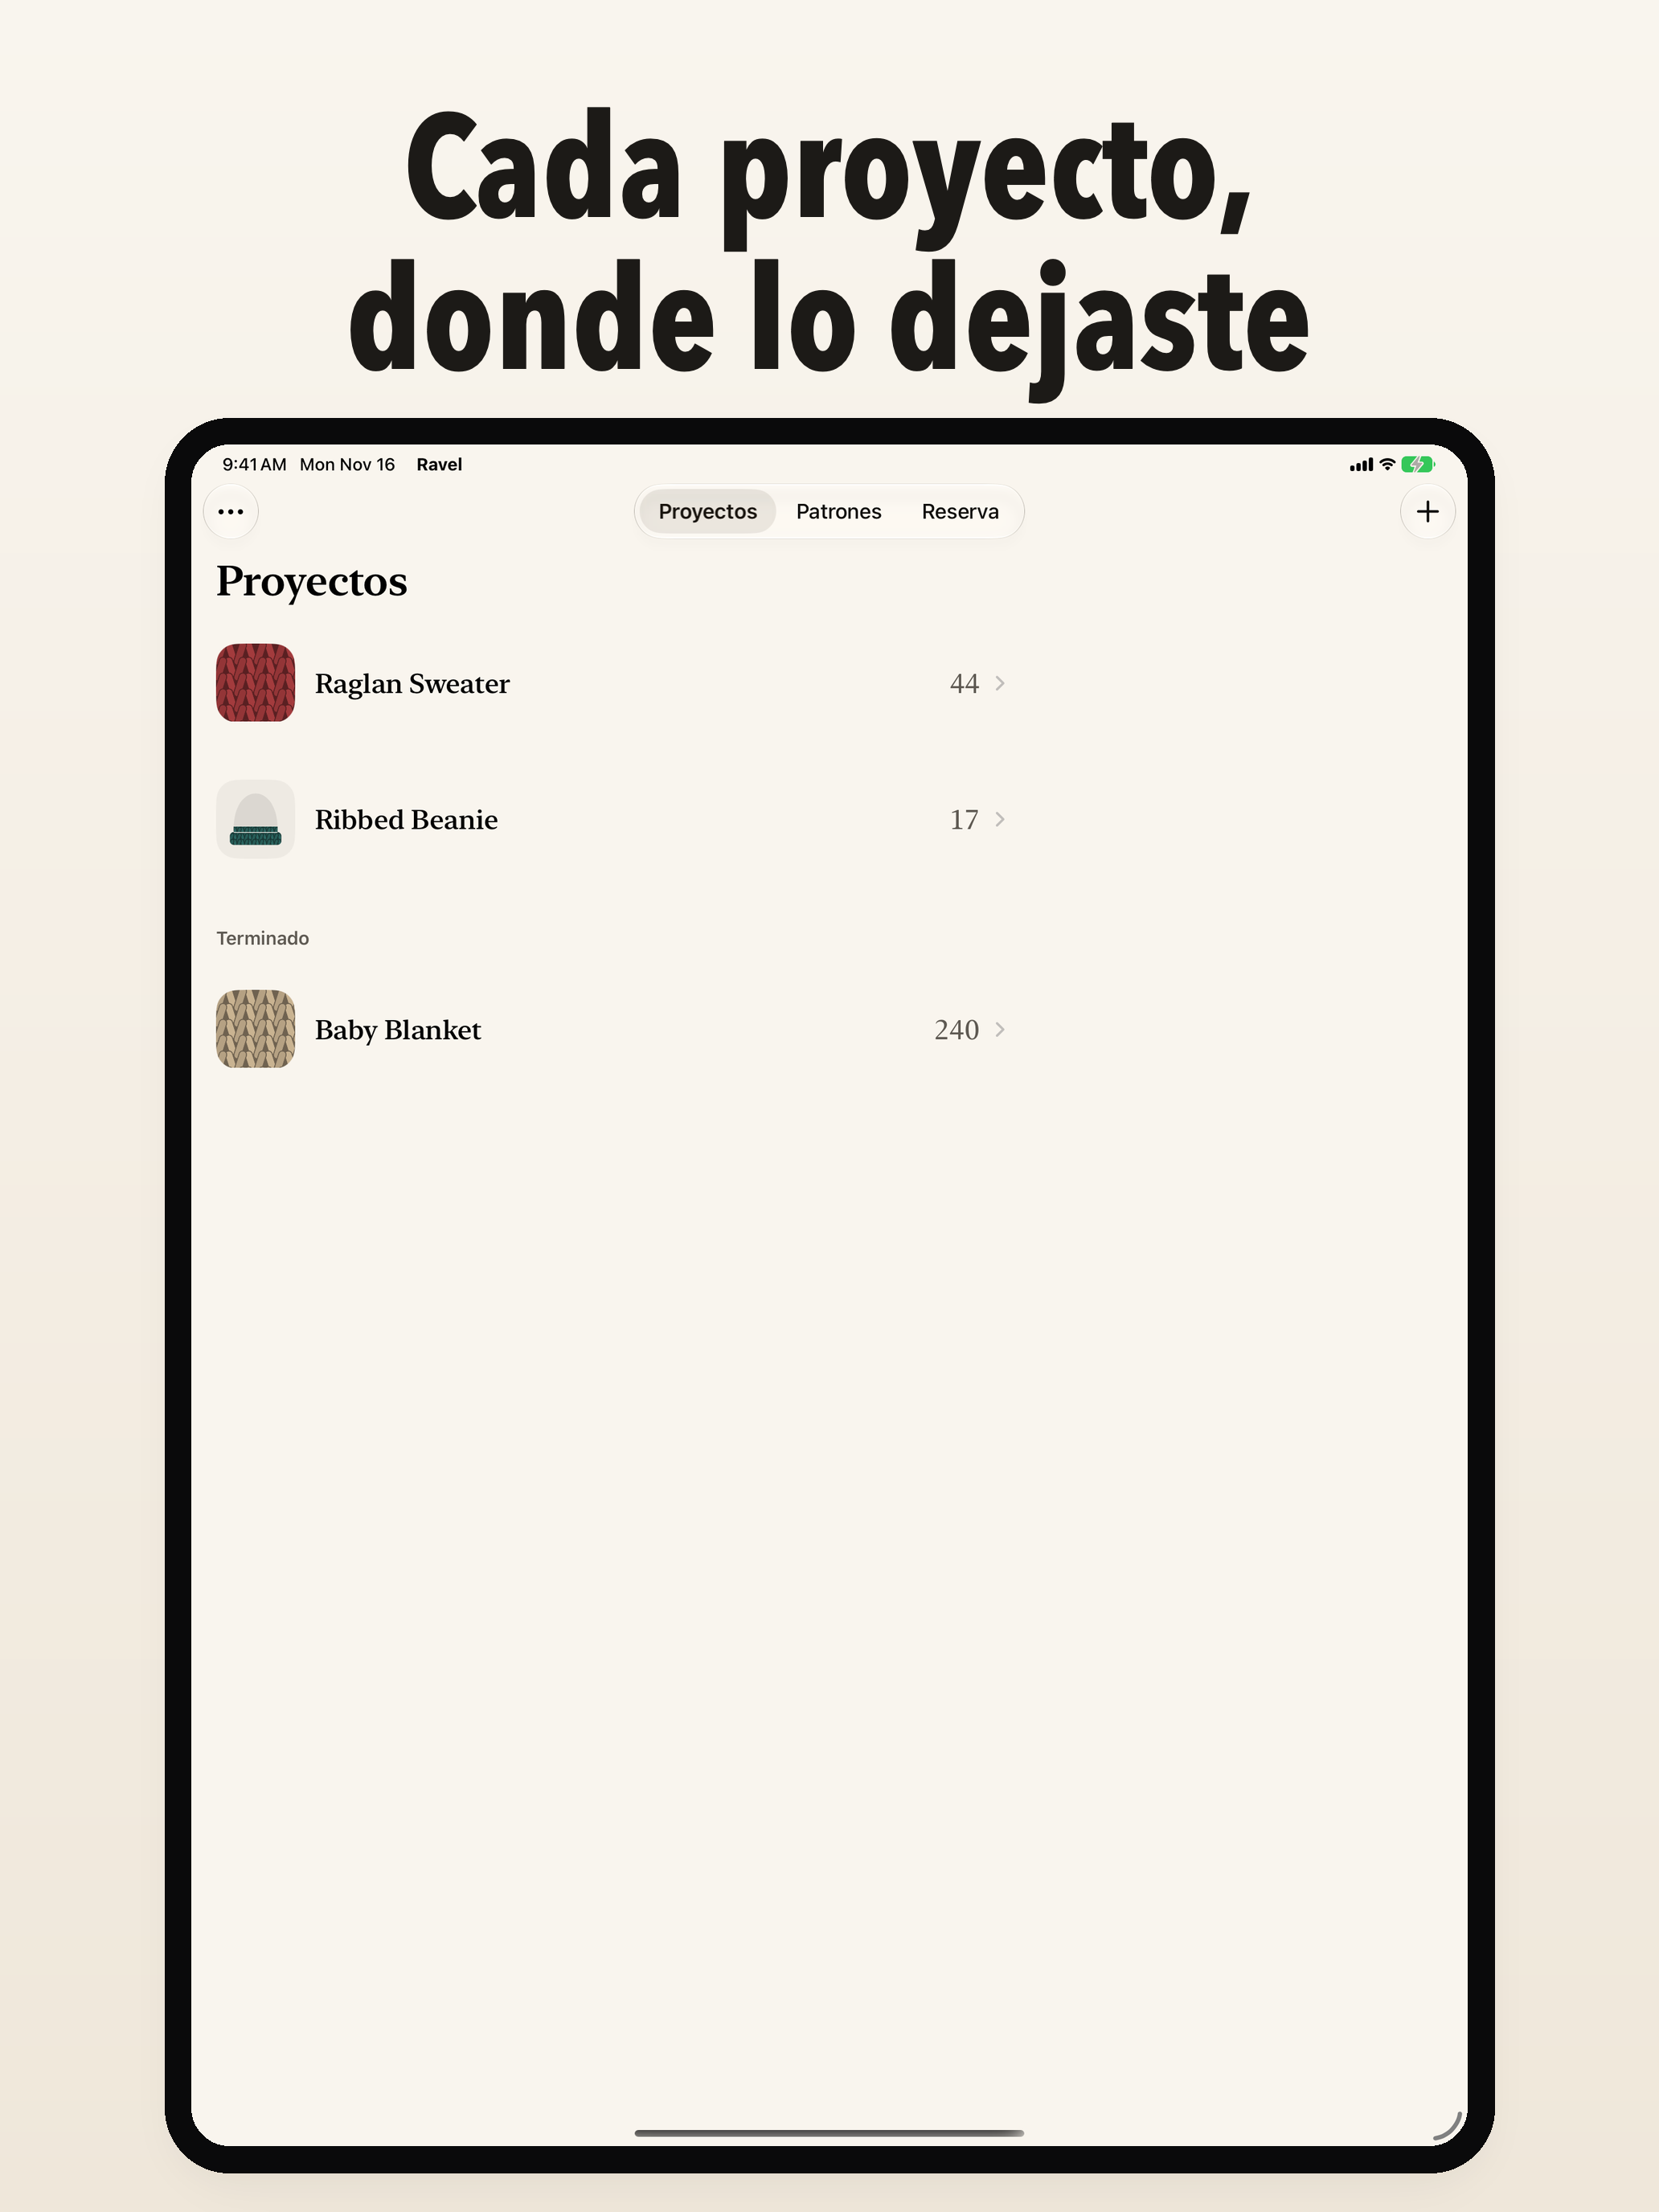 Cada proyecto,
donde lo dejaste
9:41 AM Mon Nov 16 Ravel
Proyectos Patrones Reserva
Proyectos
Raglan Sweater 44
Ribbed Beanie 17
Terminado
Baby Blanket 240